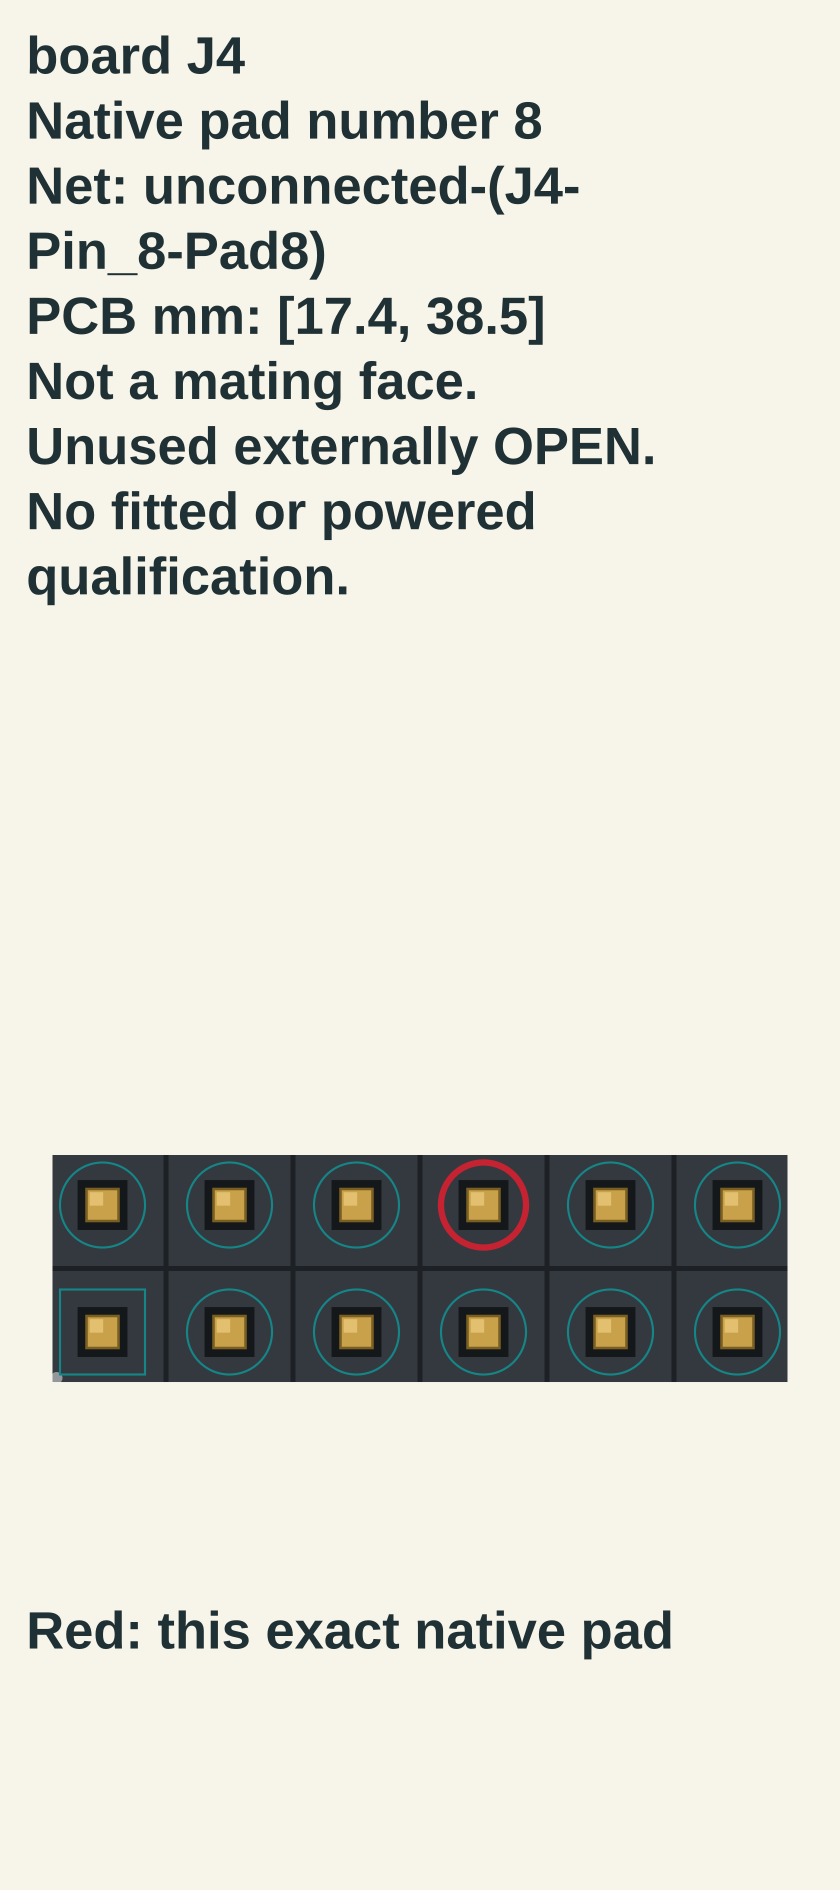 board J4
Native pad number 8
Net: unconnected-(J4-
Pin_8-Pad8)
PCB mm: [17.4, 38.5]
Not a mating face.
Unused externally OPEN.
No fitted or powered
qualification.
Red: this exact native pad